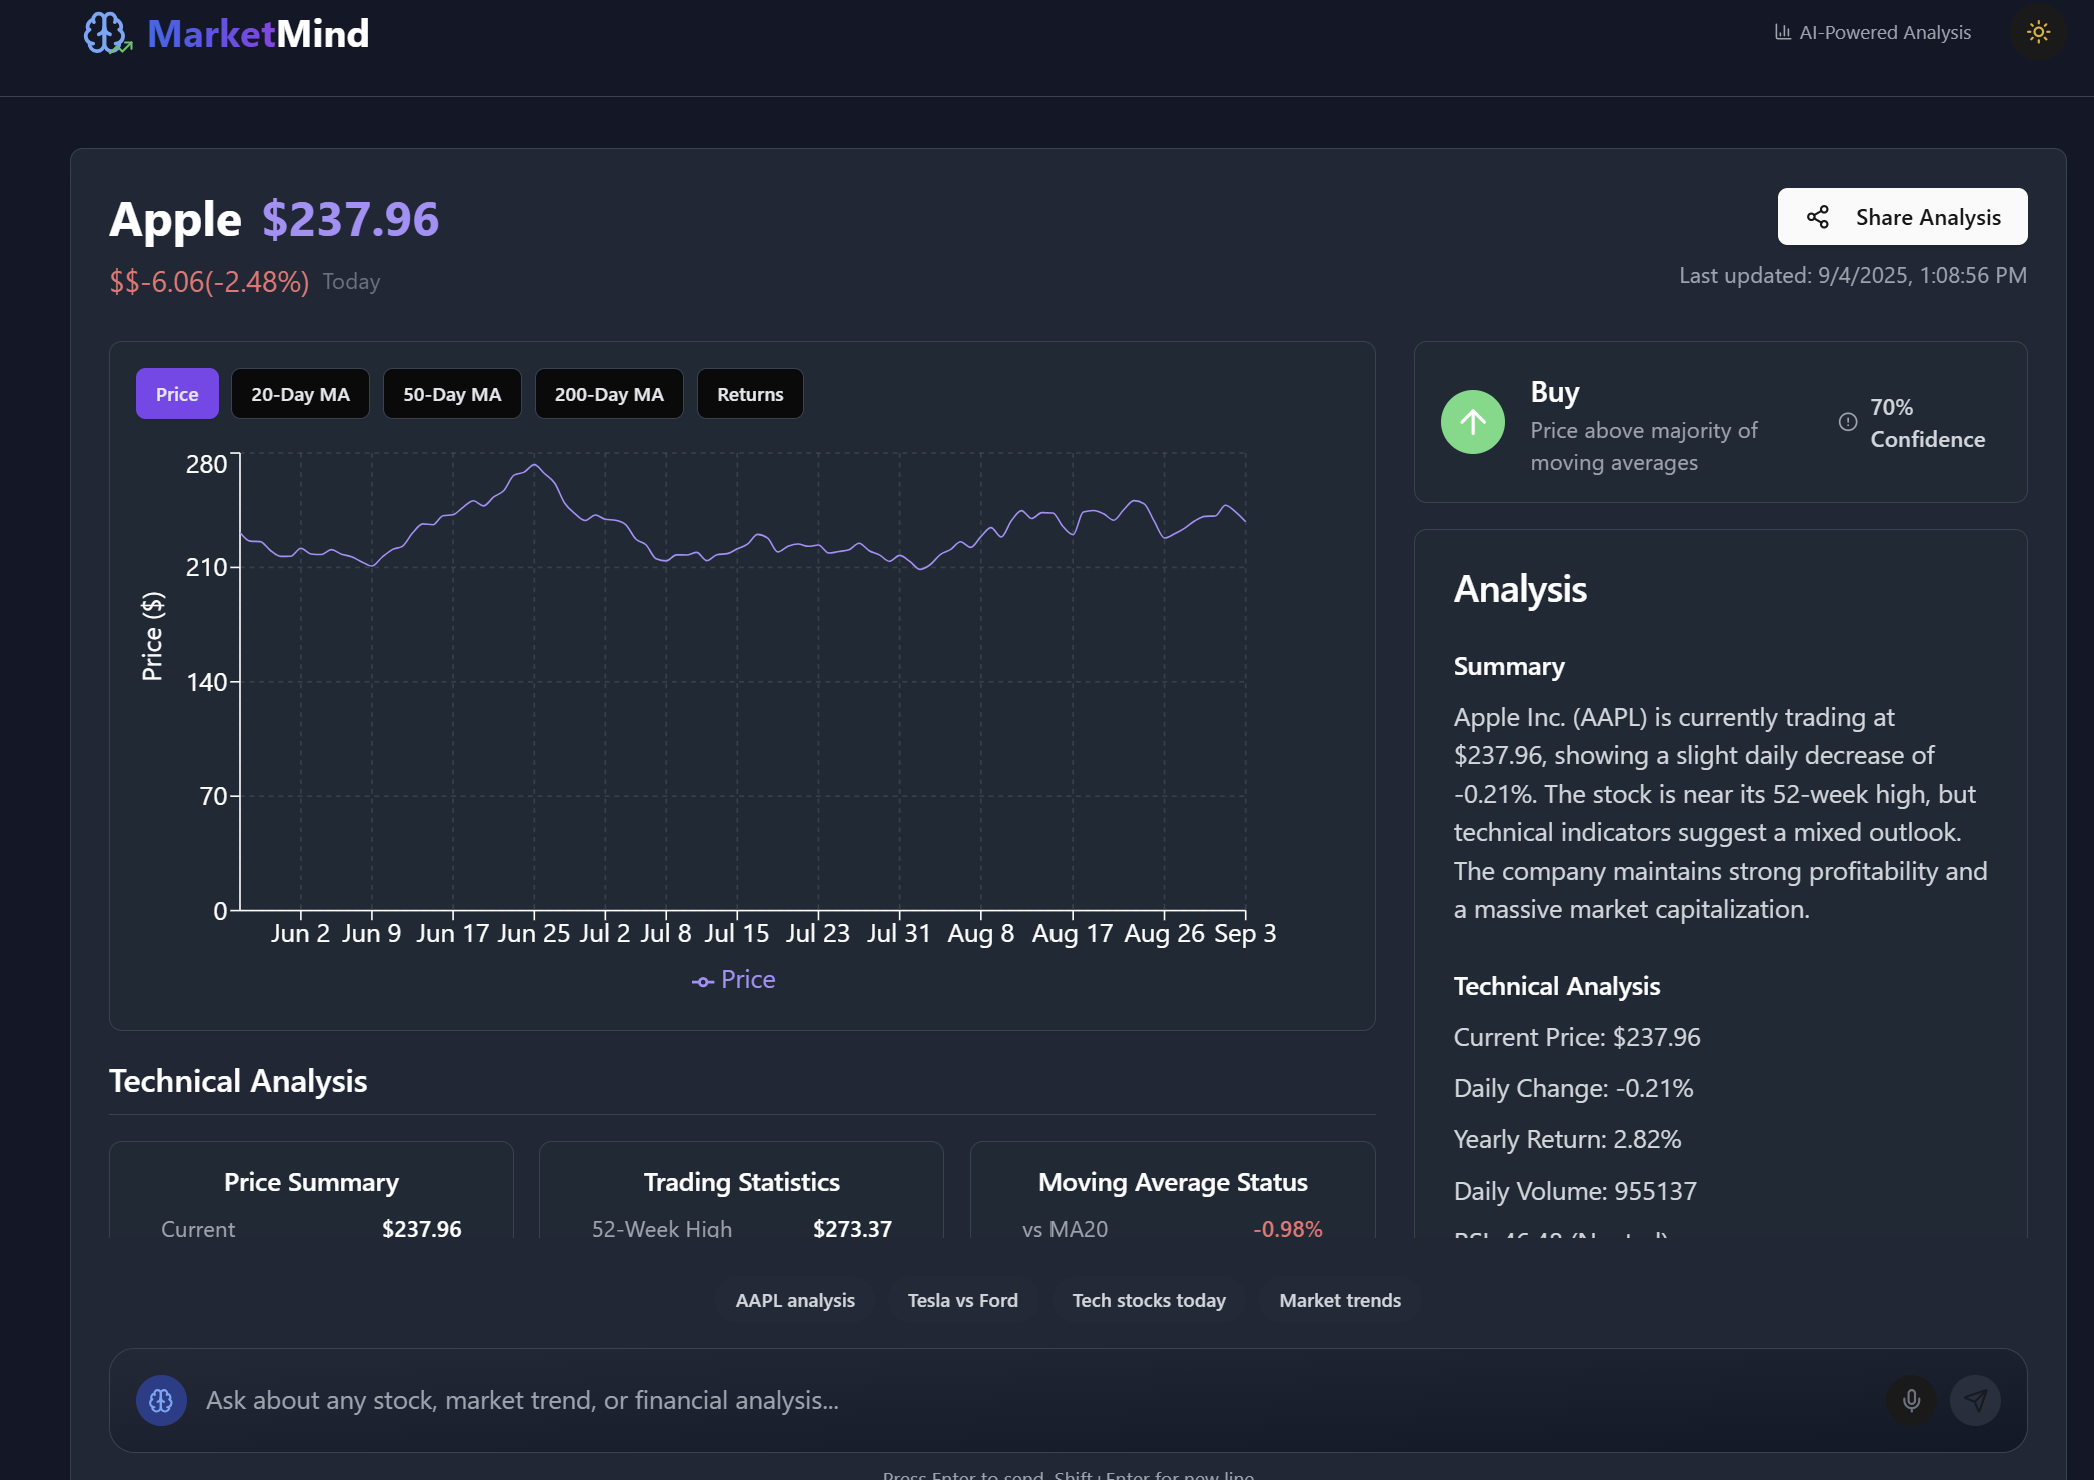 MarketMind
AI-Powered Analysis
Apple $237.96
$$-6.06(-2.48%) Today
Share Analysis
Last updated: 9/4/2025, 1:08:56 PM
Price
20-Day MA
50-Day MA
200-Day MA
Returns
280
210
140
70
0
Price ($)
Jun 2 Jun 9 Jun 17 Jun 25 Jul 2 Jul 8 Jul 15 Jul 23 Jul 31 Aug 8 Aug 17 Aug 26 Sep 3
Price
Buy
Price above majority of
moving averages
70%
Confidence
Analysis
Summary
Apple Inc. (AAPL) is currently trading at
$237.96, showing a slight daily decrease of
-0.21%. The stock is near its 52-week high, but
technical indicators suggest a mixed outlook.
The company maintains strong profitability and
a massive market capitalization.
Technical Analysis
Current Price: $237.96
Daily Change: -0.21%
Yearly Return: 2.82%
Daily Volume: 955137
RSI: 46.48 (Neutral)
Technical Analysis
Price Summary
Current $237.96
Trading Statistics
52-Week High $273.37
Moving Average Status
vs MA20 -0.98%
AAPL analysis
Tesla vs Ford
Tech stocks today
Market trends
Ask about any stock, market trend, or financial analysis...
Press Enter to send, Shift+Enter for new line